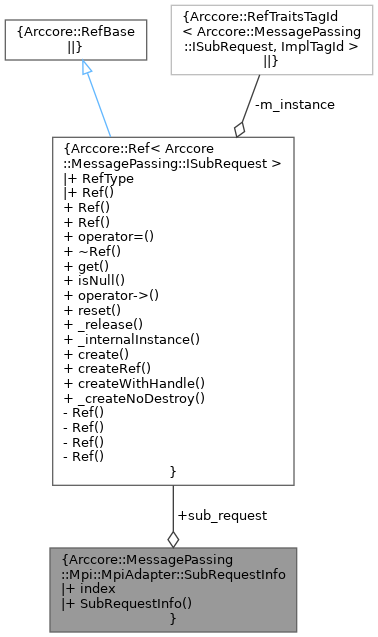 {Arccore::RefBase
||}
{Arccore::RefTraitsTagId
< Arccore::MessagePassing
::ISubRequest, ImplTagId >
||}
-m_instance
{Arccore::Ref< Arccore
::MessagePassing::ISubRequest >
|+ RefType
|+ Ref()
+ Ref()
+ Ref()
+ operator=()
+ ~Ref()
+ get()
+ isNull()
+ operator->()
+ reset()
+ _release()
+ _internalInstance()
+ create()
+ createRef()
+ createWithHandle()
+ _createNoDestroy()
- Ref()
- Ref()
- Ref()
- Ref()
}
+sub_request
{Arccore::MessagePassing
::Mpi::MpiAdapter::SubRequestInfo
|+ index
|+ SubRequestInfo()
}